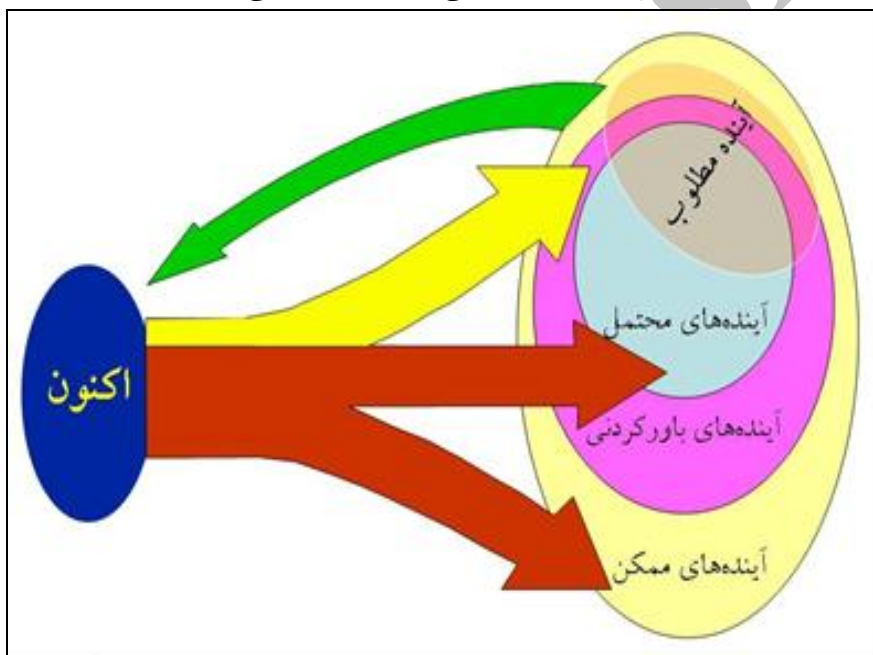 آینده مطلوب
آینده‌های محتمل
اکنون
آینده‌های باورکردنی
آینده‌های ممکن